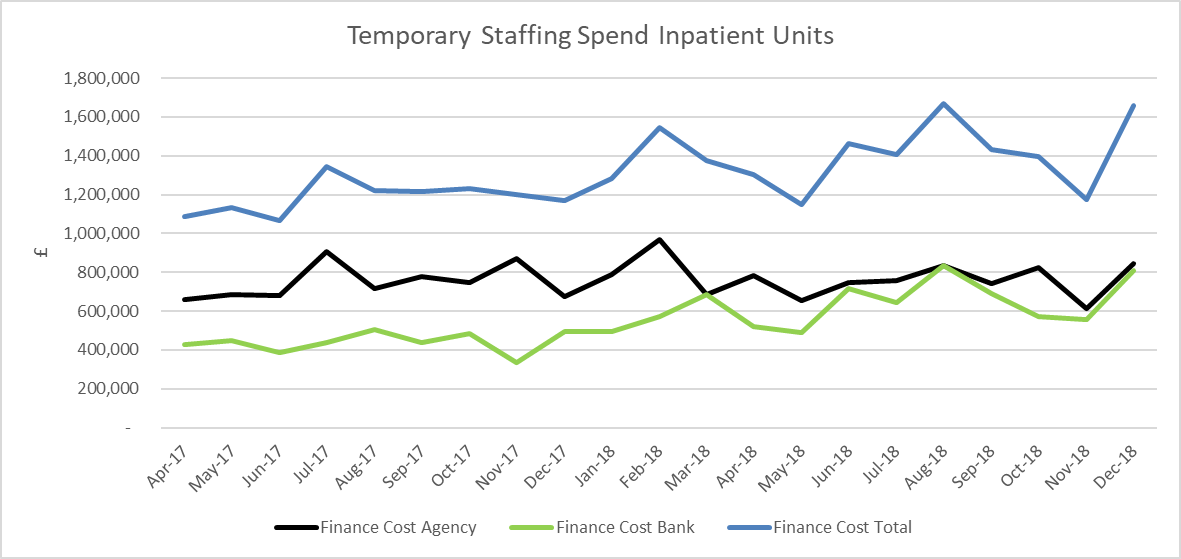 Temporary Staffing Spend Inpatient Units
1,800,000
1,600,000
1,400,000
1,200,000
1,000,000
800,000
600,000
400,000
200,000
-
£
Apr-17
May-17
Jun-17
Jul-17
Aug-17
Sep-17
Oct-17
Nov-17
Dec-17
Jan-18
Feb-18
Mar-18
Apr-18
May-18
Jun-18
Jul-18
Aug-18
Sep-18
Oct-18
Nov-18
Dec-18
Finance Cost Agency
Finance Cost Bank
Finance Cost Total